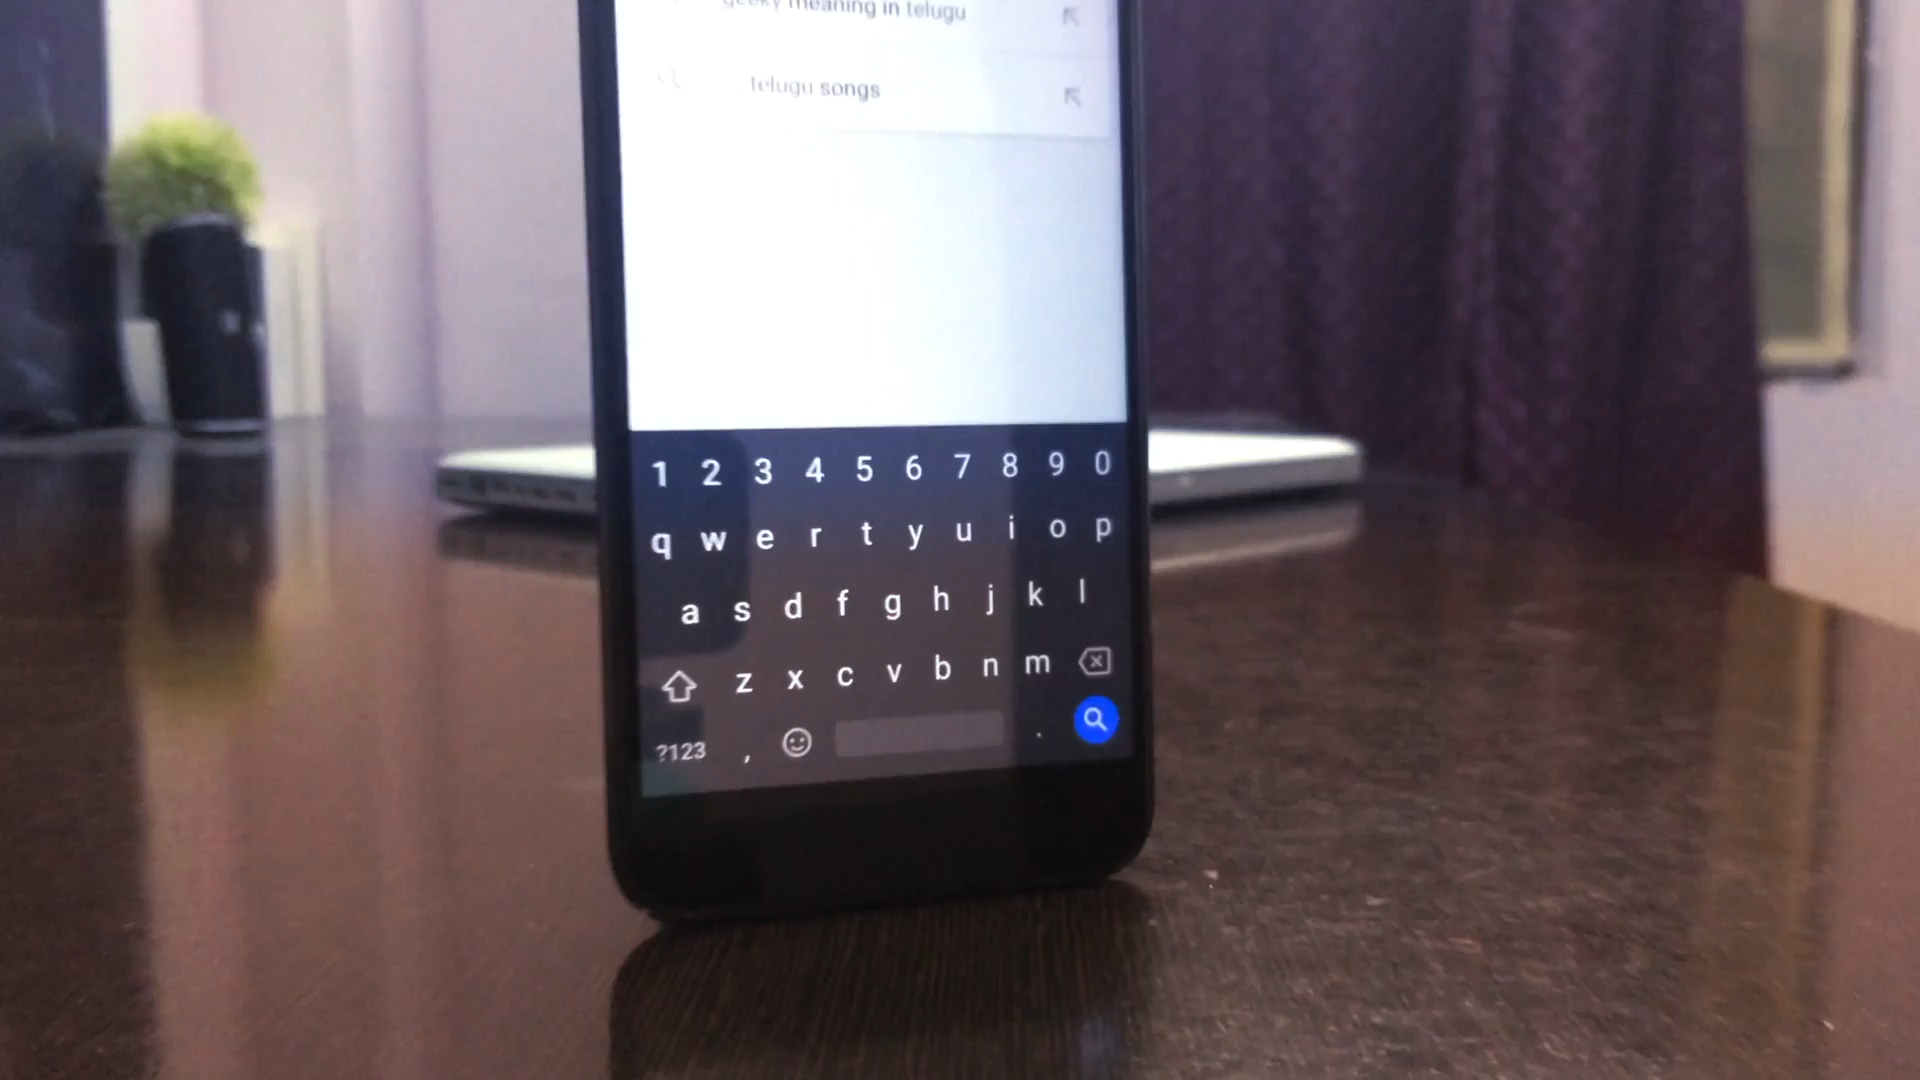 geeky meaning in telugu
telugu songs
1 2 3 4 5 6 7 8 9 0
q w e r t y u i o p
a s d f g h j k l
z x c v b n m
?123 , .